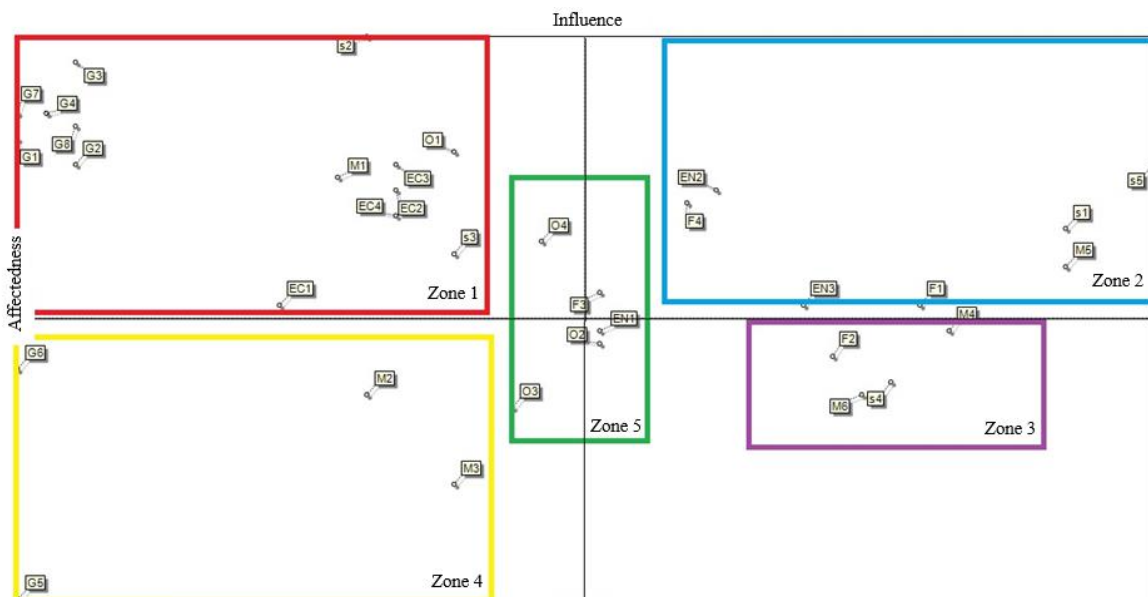 Influence
s2
G3
G7
G4
G8
G2
G1
O1
M1
EC3
EC4
EC2
s3
EC1
Zone 1
Affectedness
EN2
F4
s5
s1
M5
EN3
F1
Zone 2
O4
F3
EN1
O2
O3
Zone 5
M4
F2
M6
s4
Zone 3
G6
M2
M3
G5
Zone 4